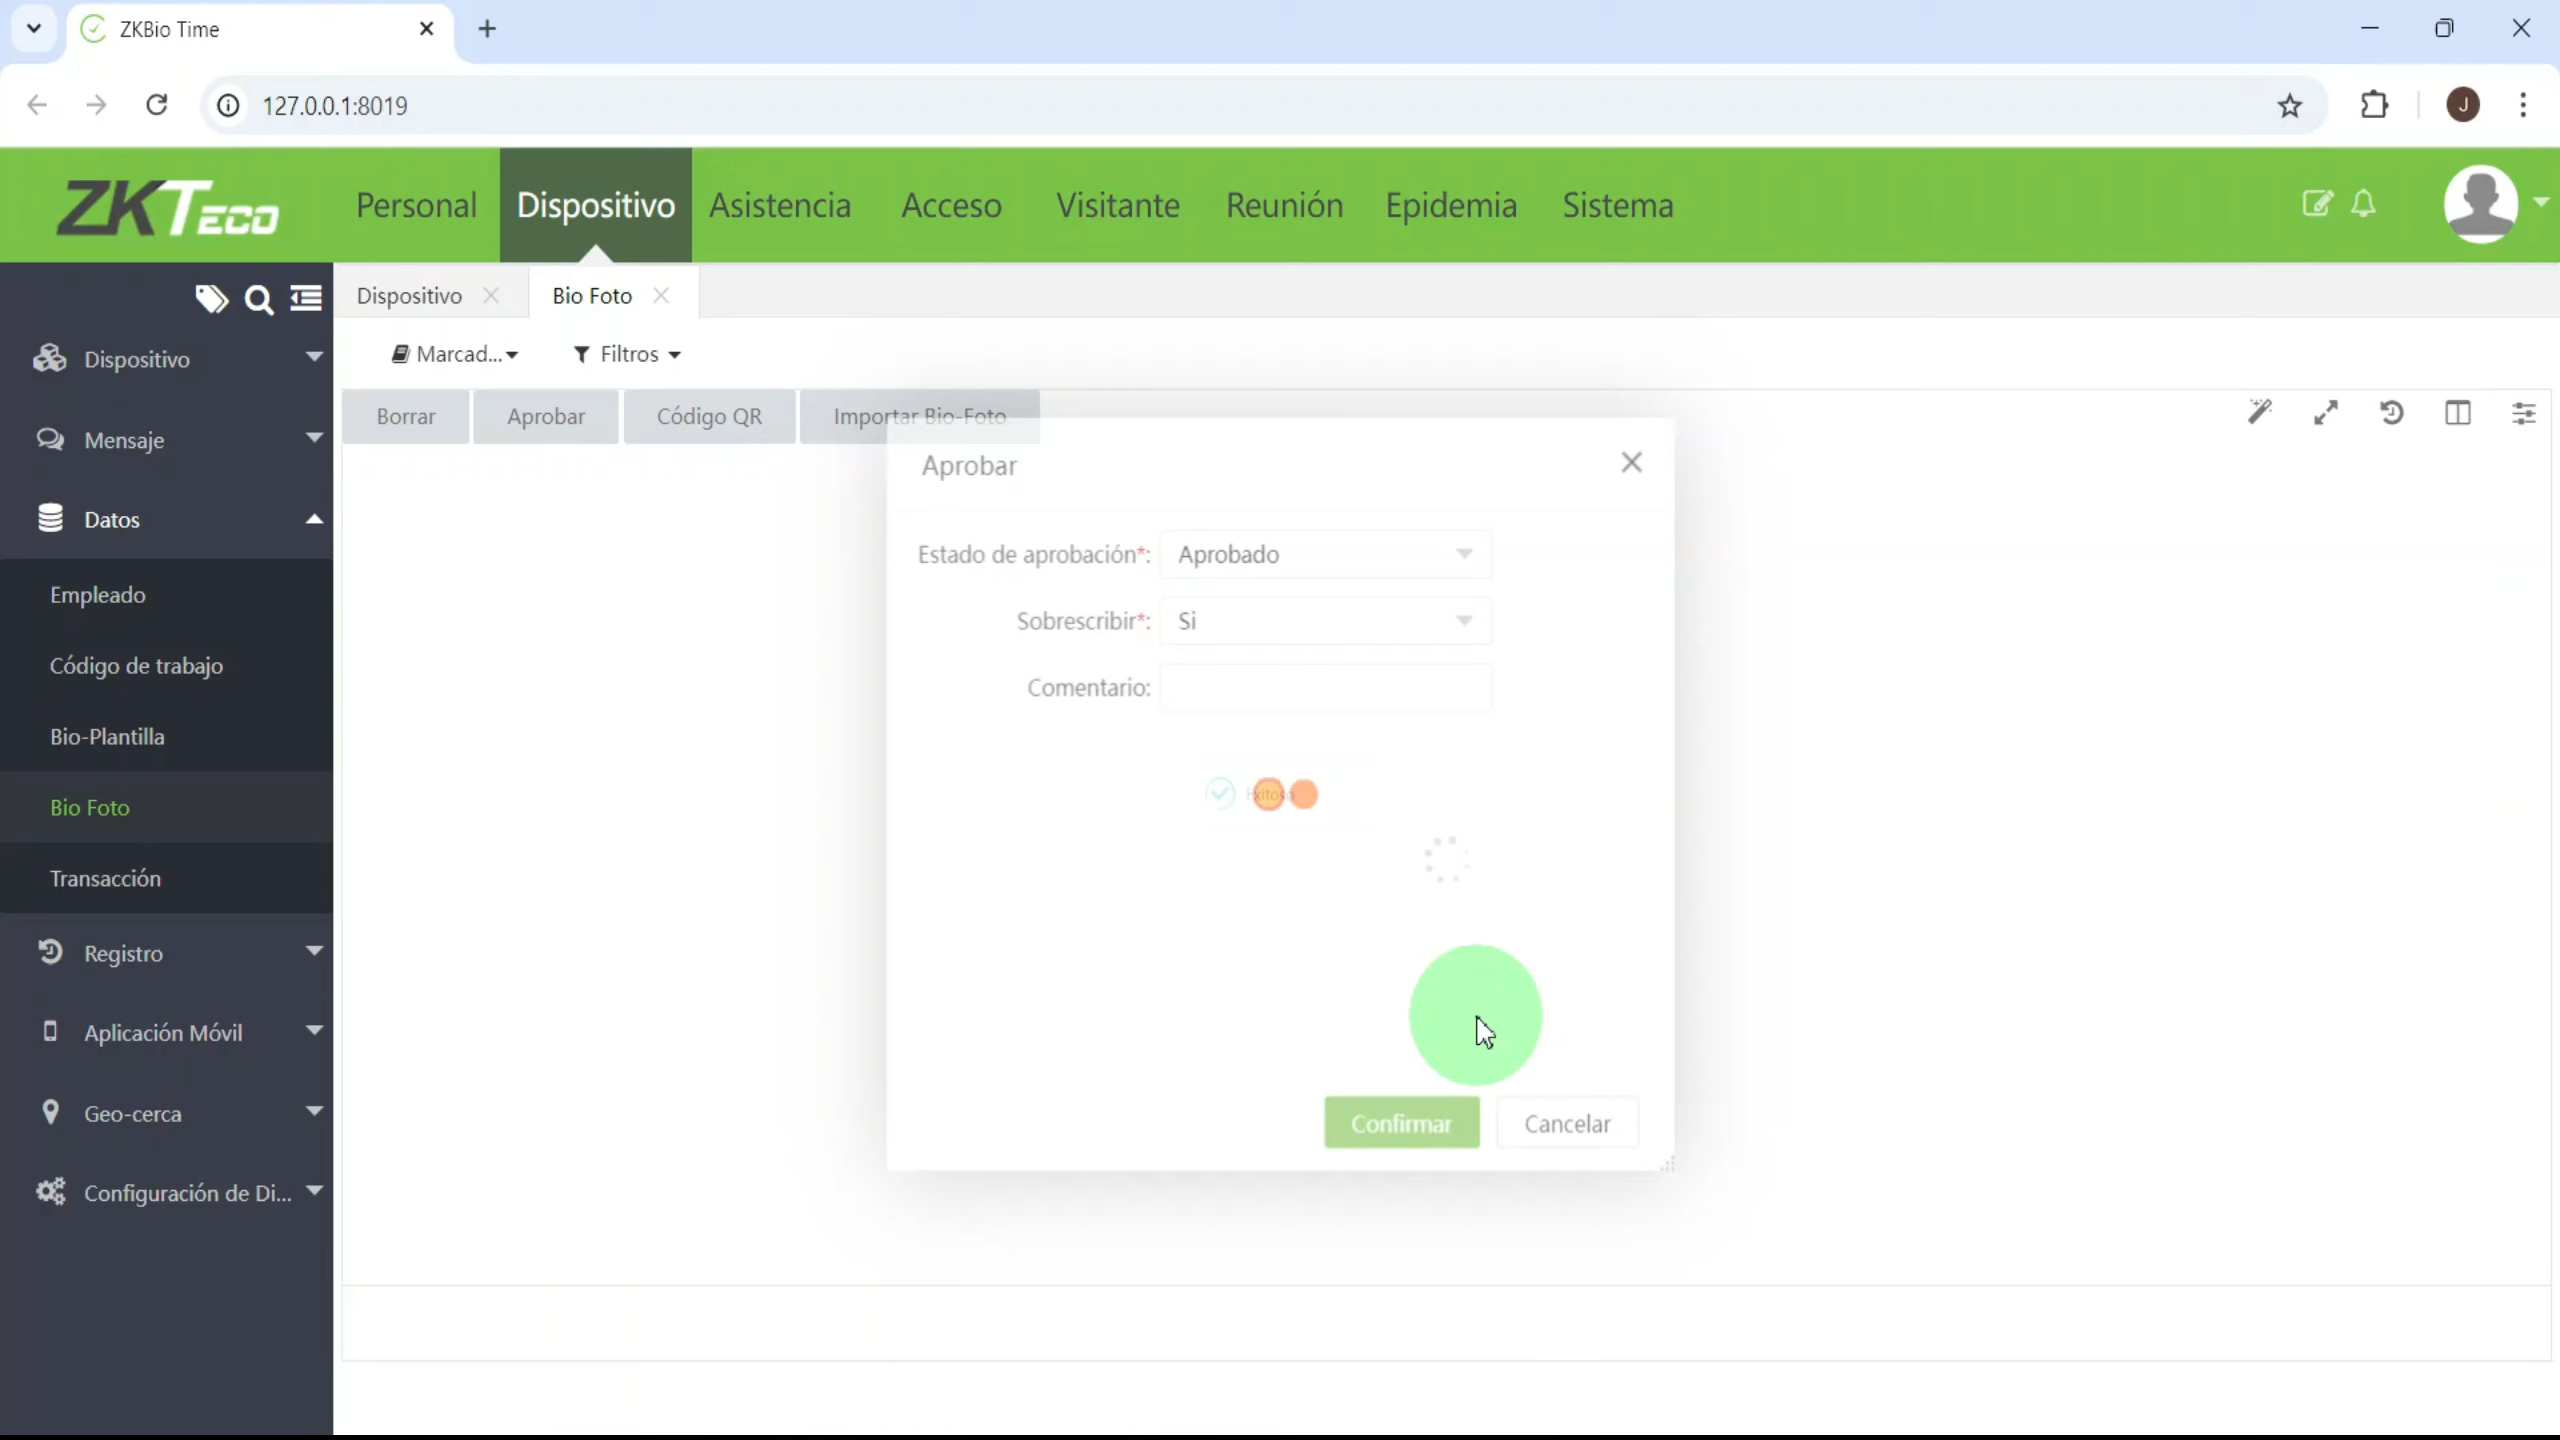 ZKBio Time
127.0.0.1:8019
J
ZKTECO
Personal
Dispositivo
Asistencia
Acceso
Visitante
Reunión
Epidemia
Sistema
Dispositivo
Bio Foto
Marcad...
Filtros
Borrar
Aprobar
Código QR
Importar Bio-Foto
Dispositivo
Mensaje
Datos
Empleado
Código de trabajo
Bio-Plantilla
Bio Foto
Transacción
Registro
Aplicación Móvil
Geo-cerca
Configuración de Di...
Aprobar
Estado de aprobación*: Aprobado
Sobrescribir*: Si
Comentario:
Exitoso
Confirmar
Cancelar